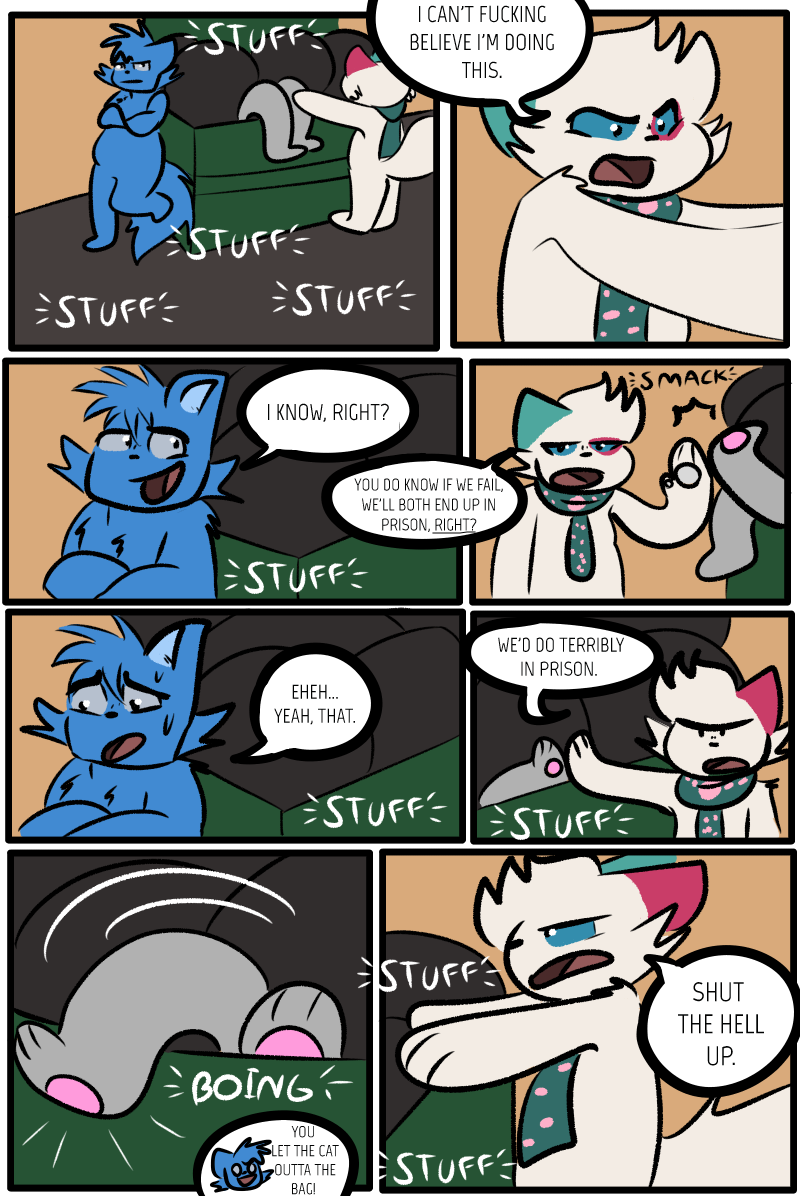 STUFF
I CAN'T FUCKING
BELIEVE I'M DOING
THIS.
STUFF
STUFF
STUFF
I KNOW, RIGHT?
STUFF
SMACK
YOU DO KNOW IF WE FAIL,
WE'LL BOTH END UP IN
PRISON, RIGHT?
EHEH...
YEAH, THAT.
STUFF
WE'D DO TERRIBLY
IN PRISON.
STUFF
BOING
YOU
LET THE CAT
OUTTA THE
BAG!
STUFF
SHUT
THE HELL
UP.
STUFF